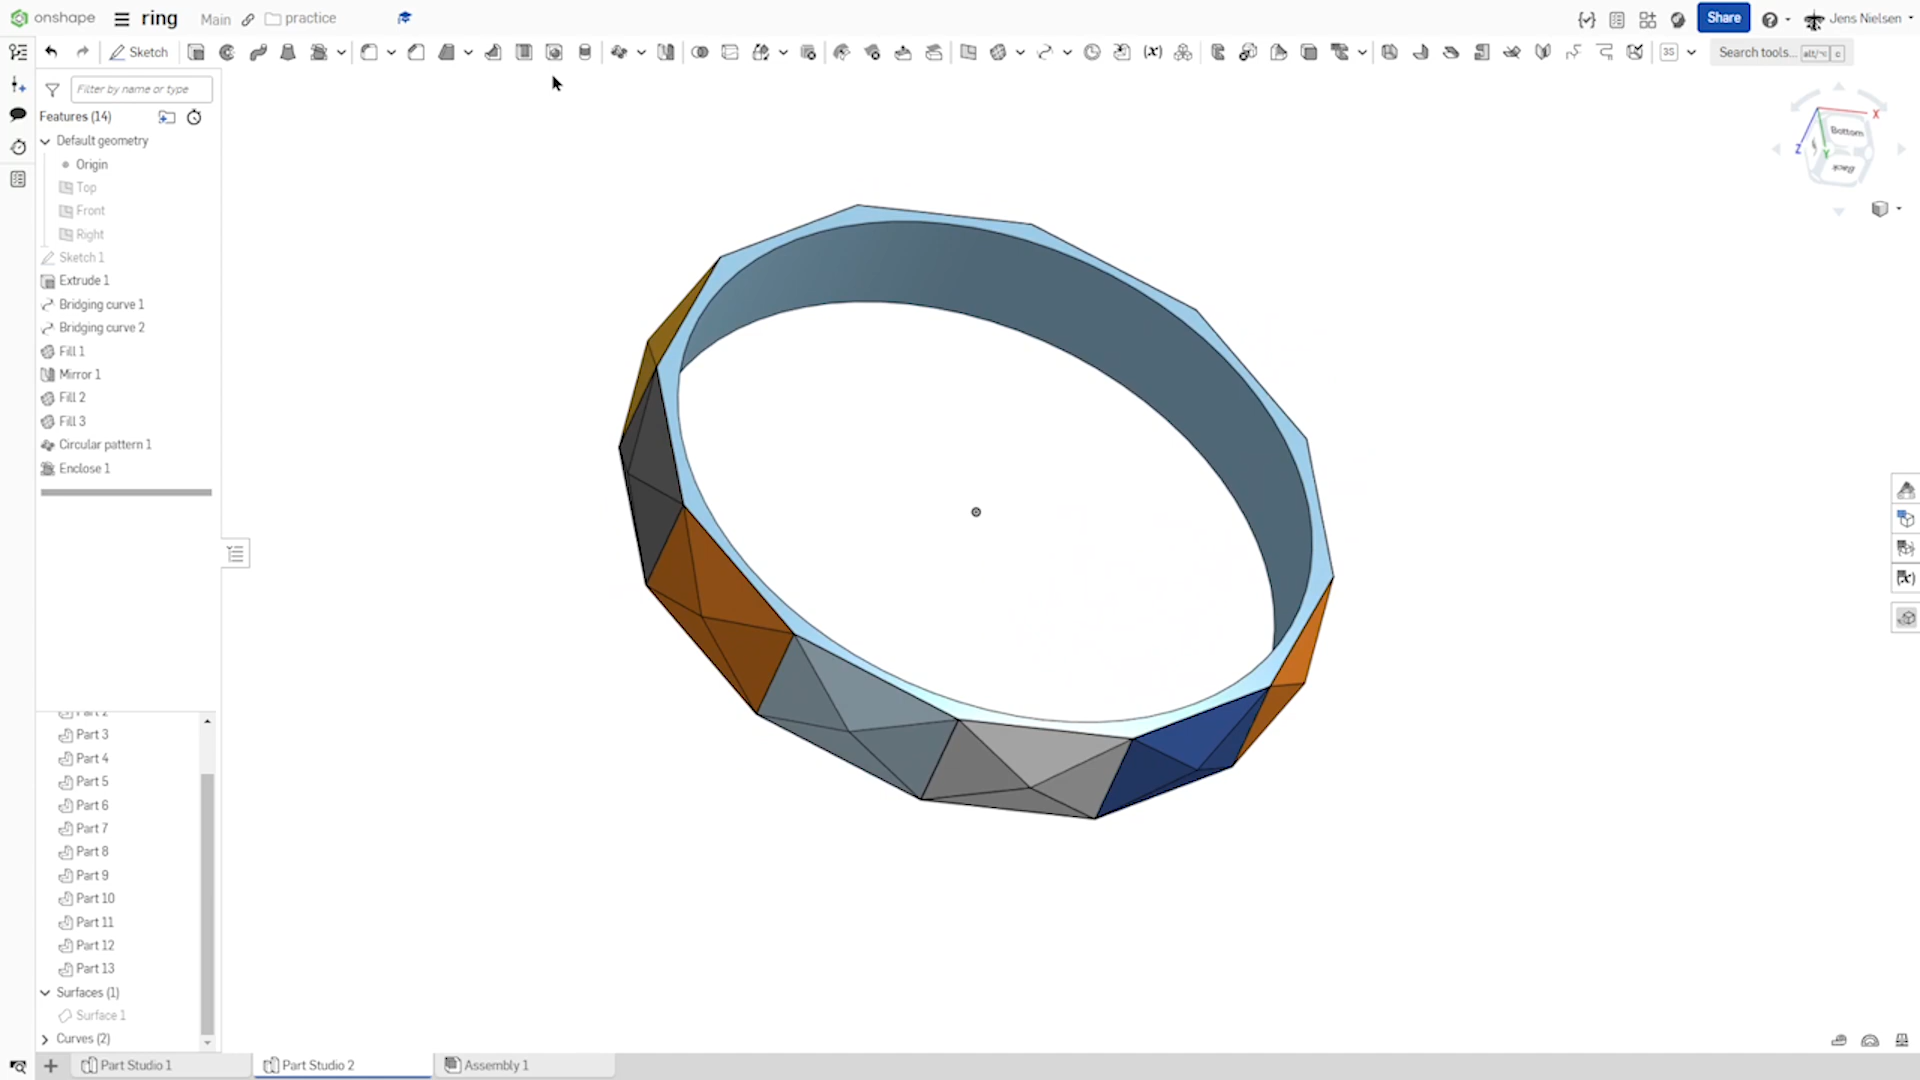 onshape
ring
Main
practice
Share
Jens Nielsen
Sketch
Search tools...
alt/⌥
c
Filter by name or type
Features (14)
Default geometry
Origin
Top
Front
Right
Sketch 1
Extrude 1
Bridging curve 1
Bridging curve 2
Fill 1
Mirror 1
Fill 2
Fill 3
Circular pattern 1
Enclose 1
Part 3
Part 4
Part 5
Part 6
Part 7
Part 8
Part 9
Part 10
Part 11
Part 12
Part 13
Surfaces (1)
Surface 1
Curves (2)
Part Studio 1
Part Studio 2
Assembly 1
Bottom
Back
X
Y
Z